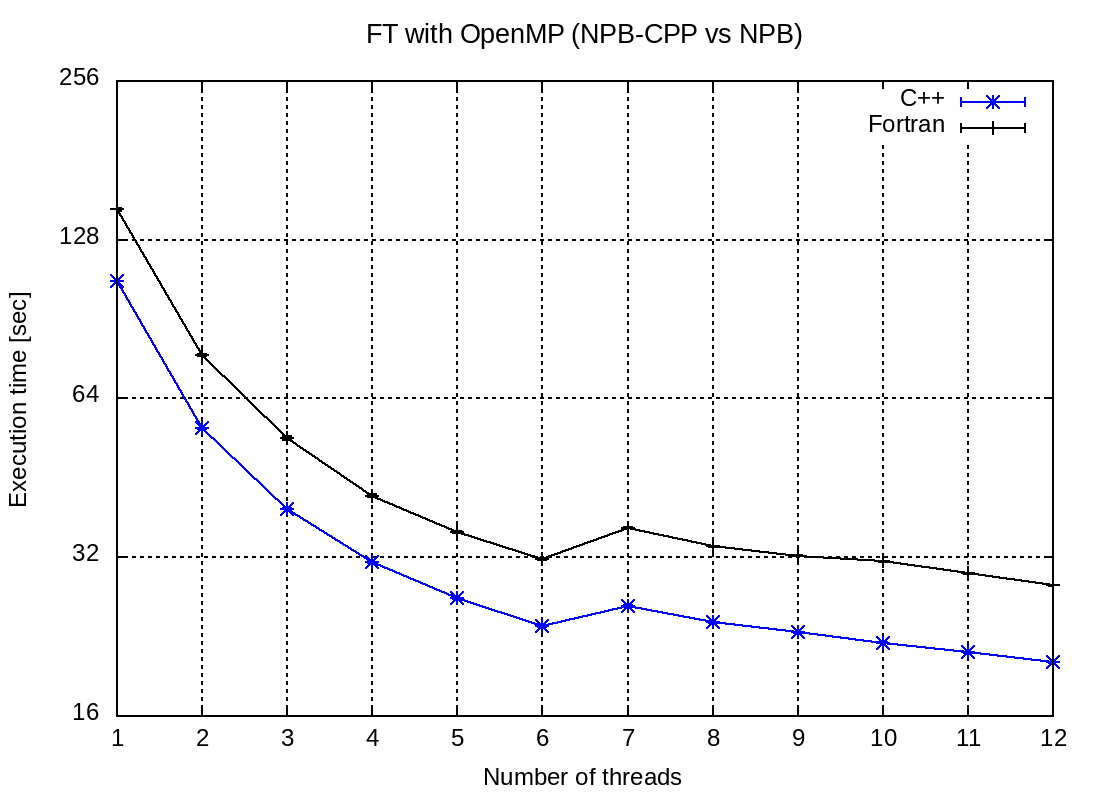 FT with OpenMP (NPB-CPP vs NPB)
256
128
64
32
16
Execution time [sec]
C++
Fortran
1 2 3 4 5 6 7 8 9 10 11 12
Number of threads